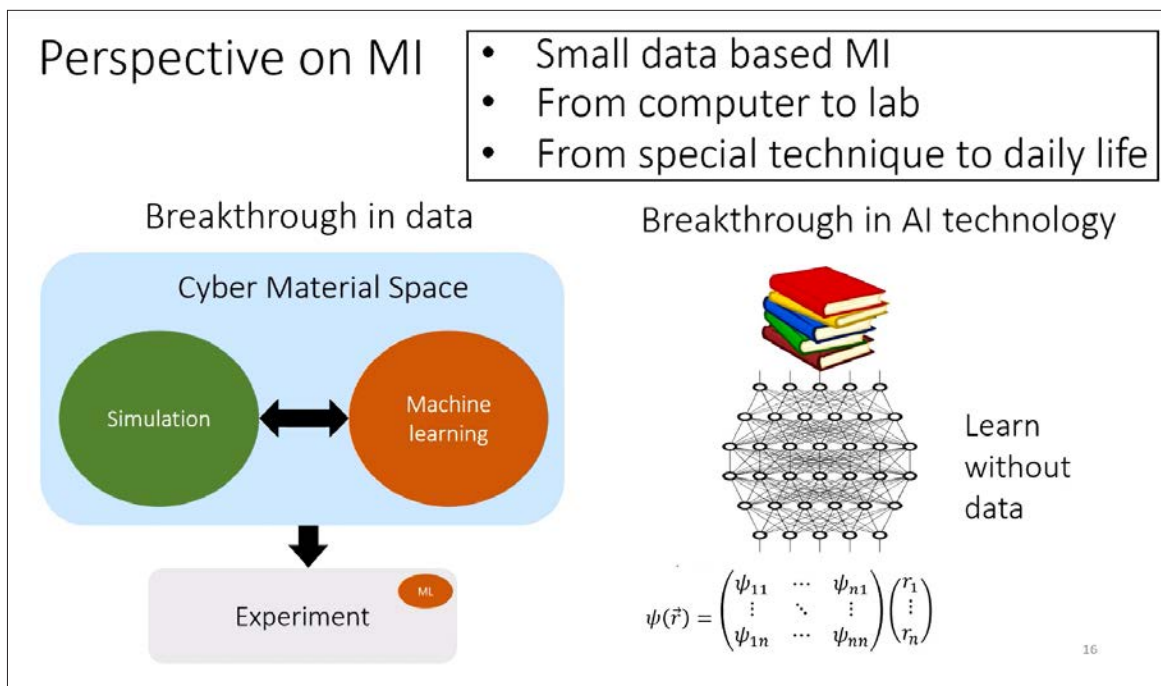 Perspective on MI
• Small data based MI
• From computer to lab
• From special technique to daily life
Breakthrough in data
Cyber Material Space
Simulation
Machine
learning
ML
Experiment
Breakthrough in AI technology
Learn
without
data
ψ(r⃗) = (ψ₁₁ ⋯ ψₙ₁
⋮ ⋱ ⋮
ψ₁ₙ ⋯ ψₙₙ) (r₁
⋮
rₙ)
16